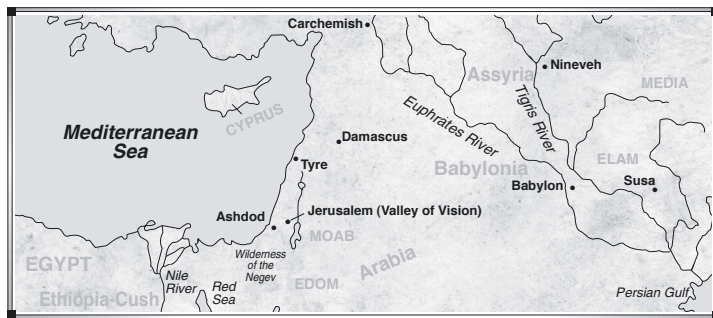 Carchemish
Assyria
Nineveh
MEDIA
CYPRUS
Euphrates River
Tigris River
Mediterranean
Sea
Damascus
Tyre
Babylonia
ELAM
Babylon
Susa
Ashdod
Jerusalem (Valley of Vision)
MOAB
Wilderness
of the
Negev
Arabia
EGYPT
Nile
River
Red
Sea
EDOM
Persian Gulf
Ethiopia-Cush